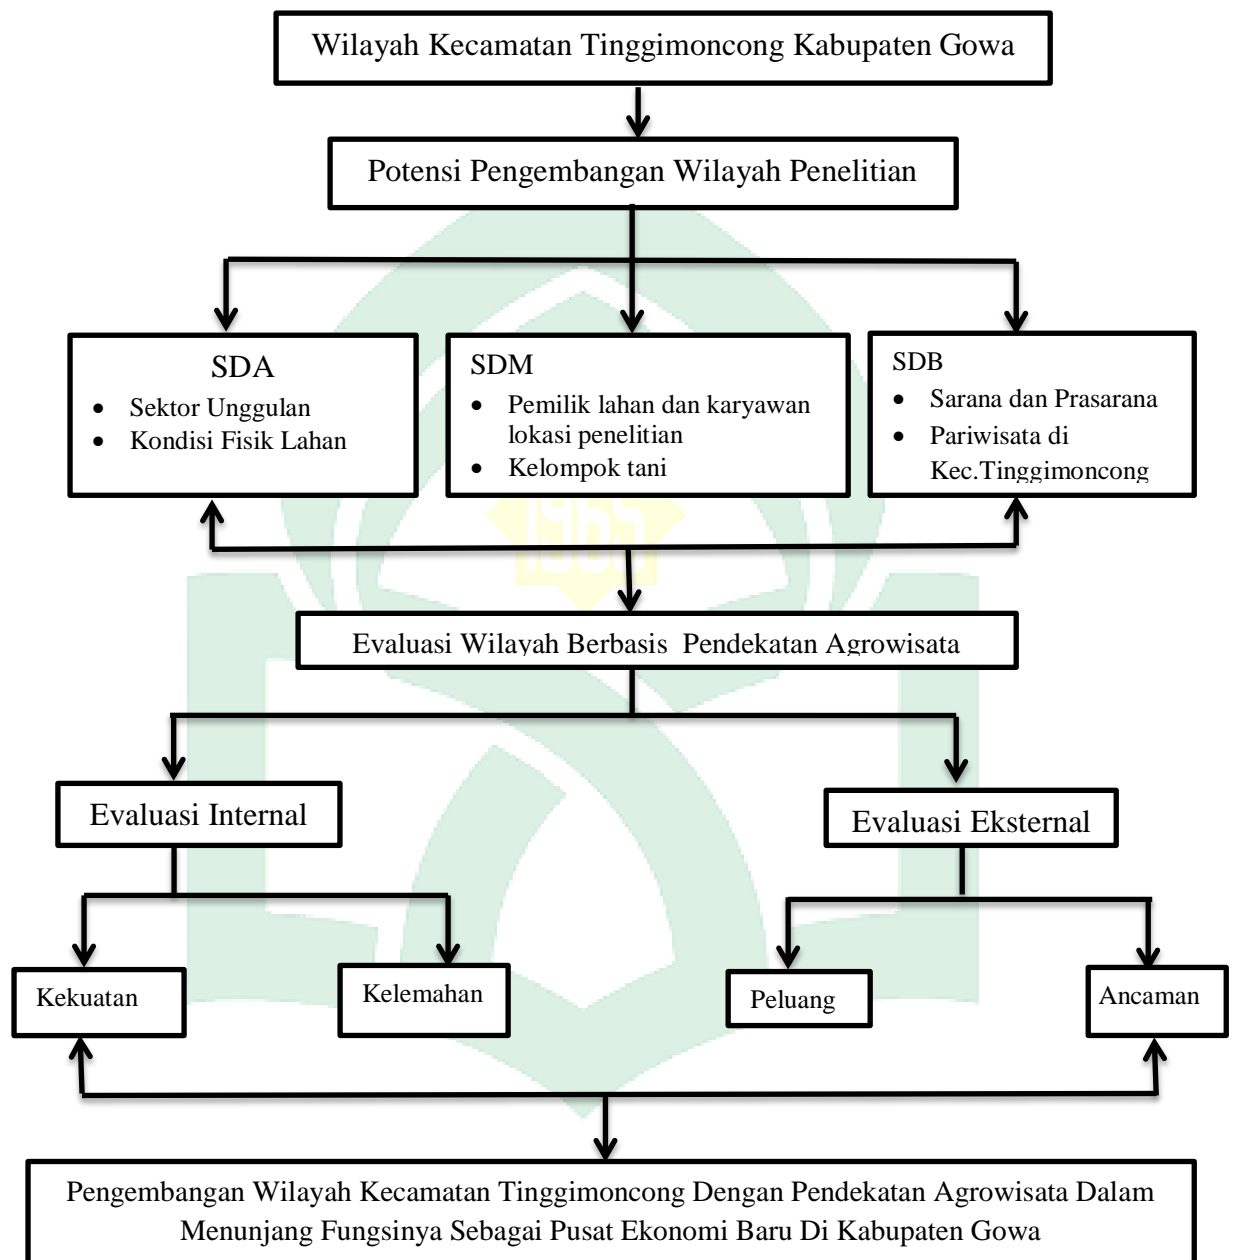 Wilayah Kecamatan Tinggimoncong Kabupaten Gowa
Potensi Pengembangan Wilayah Penelitian
SDA
• Sektor Unggulan
• Kondisi Fisik Lahan
SDM
• Pemilik lahan dan karyawan
lokasi penelitian
• Kelompok tani
SDB
• Sarana dan Prasarana
• Pariwisata di
Kec.Tinggimoncong
1965
Evaluasi Wilayah Berbasis  Pendekatan Agrowisata
Evaluasi Internal
Evaluasi Eksternal
Kekuatan
Kelemahan
Peluang
Ancaman
Pengembangan Wilayah Kecamatan Tinggimoncong Dengan Pendekatan Agrowisata Dalam
Menunjang Fungsinya Sebagai Pusat Ekonomi Baru Di Kabupaten Gowa